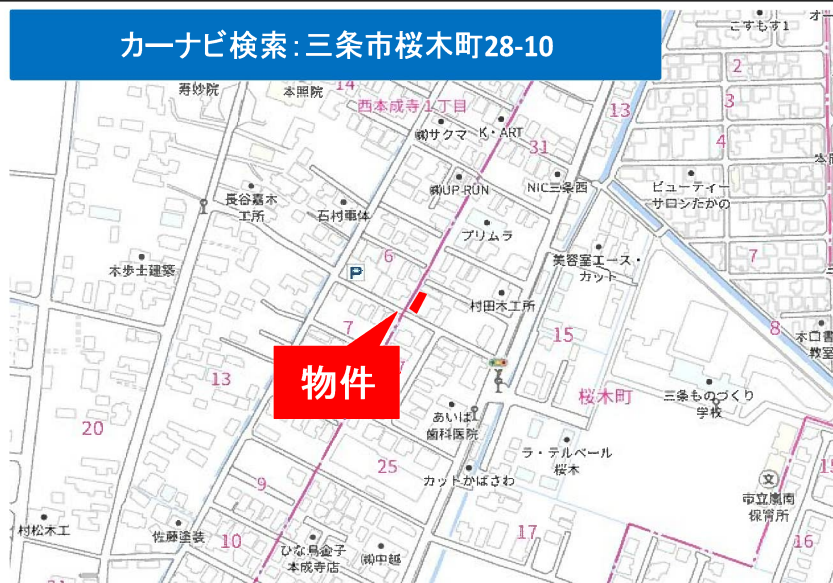 カーナビ検索：三条市桜木町28-10
こすもす1
オー
2
寿妙院
本照院
14
西本成寺１丁目
13
3
㈱サクマ
K・ART
31
4
㈱UP-RUN
NIC三条西
ビューティー
サロンたかの
長谷嘉木
工所
石村車体
プリムラ
6
美容室エース・
カット
7
本歩士建築
P
村田木工所
7
15
8
木口書
教室
物件
13
桜木町
三条ものづくり
学校
20
あいば
歯科医院
ラ・テルベール
桜木
25
カットかばさわ
9
文
市立嵐南
保育所
15
村松木工
佐藤塗装
10
ひな鳥金子
本成寺店
㈱中越
17
16